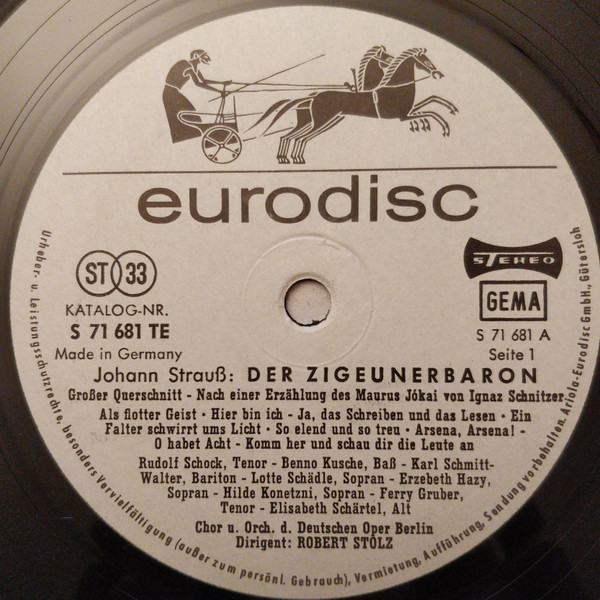 eurodisc
ST 33
STEREO
KATALOG-NR.
GEMA
S 71 681 TE
S 71 681 A
Made in Germany
Seite 1
Johann Strauß: DER ZIGEUNERBARON
Großer Querschnitt - Nach einer Erzählung des Maurus Jókai von Ignaz Schnitzer
Als flotter Geist · Hier bin ich - Ja, das Schreiben und das Lesen · Ein
Falter schwirrt ums Licht · So elend und so treu · Arsena, Arsena! -
O habet Acht - Komm her und schau dir die Leute an
Rudolf Schock, Tenor - Benno Kusche, Baß - Karl Schmitt-
Walter, Bariton - Lotte Schädle, Sopran - Erzebeth Hazy,
Sopran - Hilde Konetzni, Sopran - Ferry Gruber,
Tenor - Elisabeth Schärtel, Alt
Chor u. Orch. d. Deutschen Oper Berlin
Dirigent: ROBERT STOLZ
Urheber- u. Leistungsschutzrechte, besonders Vervielfältigung (außer zum persönl. Gebrauch), Vermietung, Aufführung, Sendung vorbehalten. Ariola-Eurodisc GmbH., Gütersloh